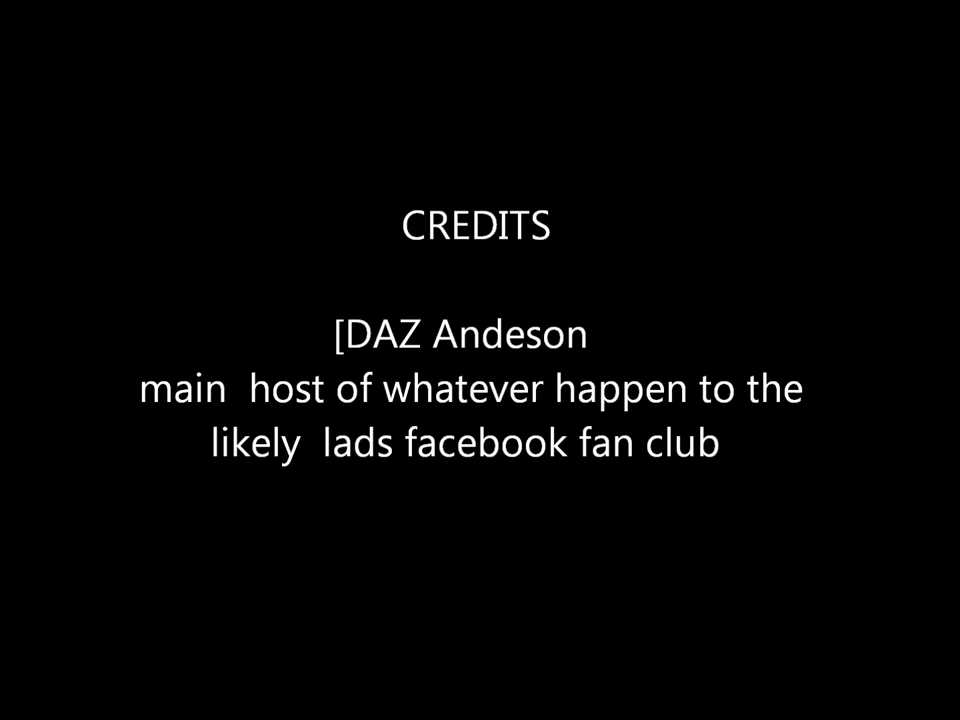 CREDITS
[DAZ Andeson
main  host of whatever happen to the
likely  lads facebook fan club